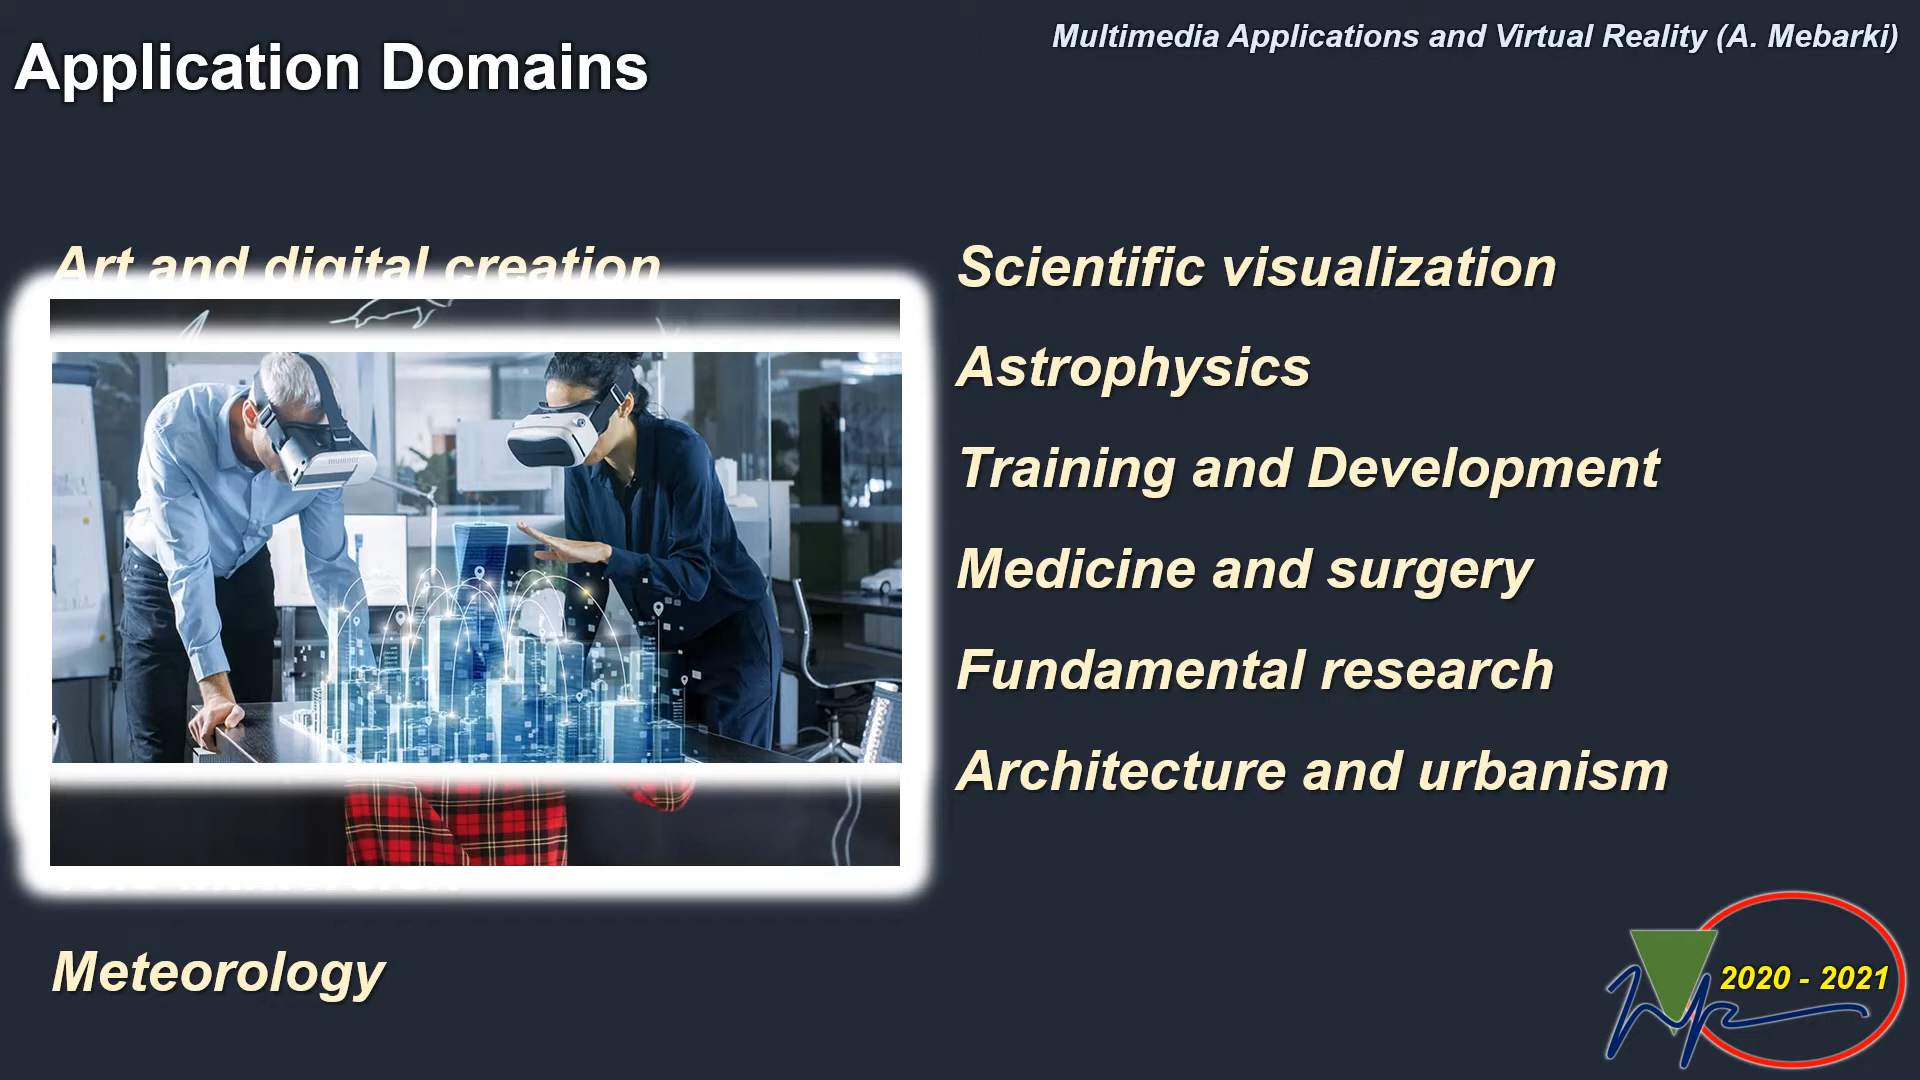 Multimedia Applications and Virtual Reality (A. Mebarki)
Application Domains
Art and digital creation
Meteorology
Scientific visualization
Astrophysics
Training and Development
Medicine and surgery
Fundamental research
Architecture and urbanism
2020 - 2021